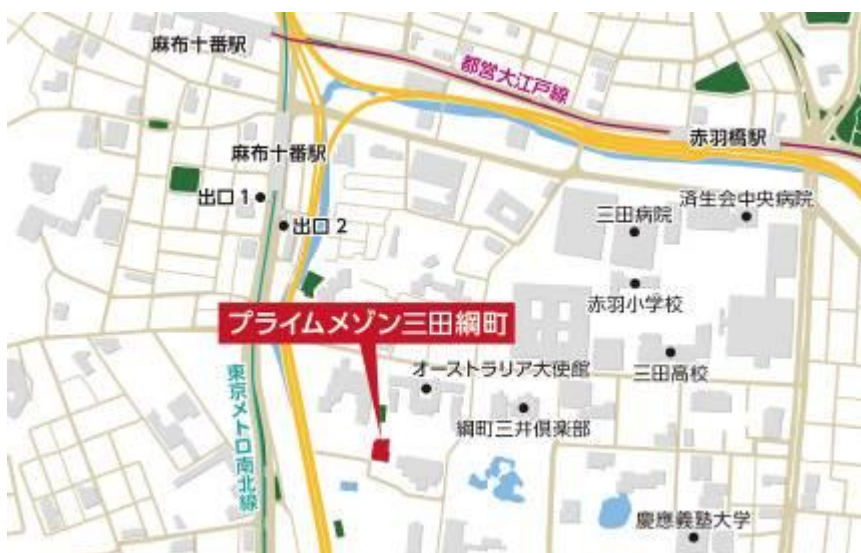 麻布十番駅
都営大江戸線
赤羽橋駅
麻布十番駅
出口1
出口2
三田病院
済生会中央病院
赤羽小学校
プライムメゾン三田綱町
オーストラリア大使館
三田高校
綱町三井倶楽部
東京メトロ南北線
慶應義塾大学